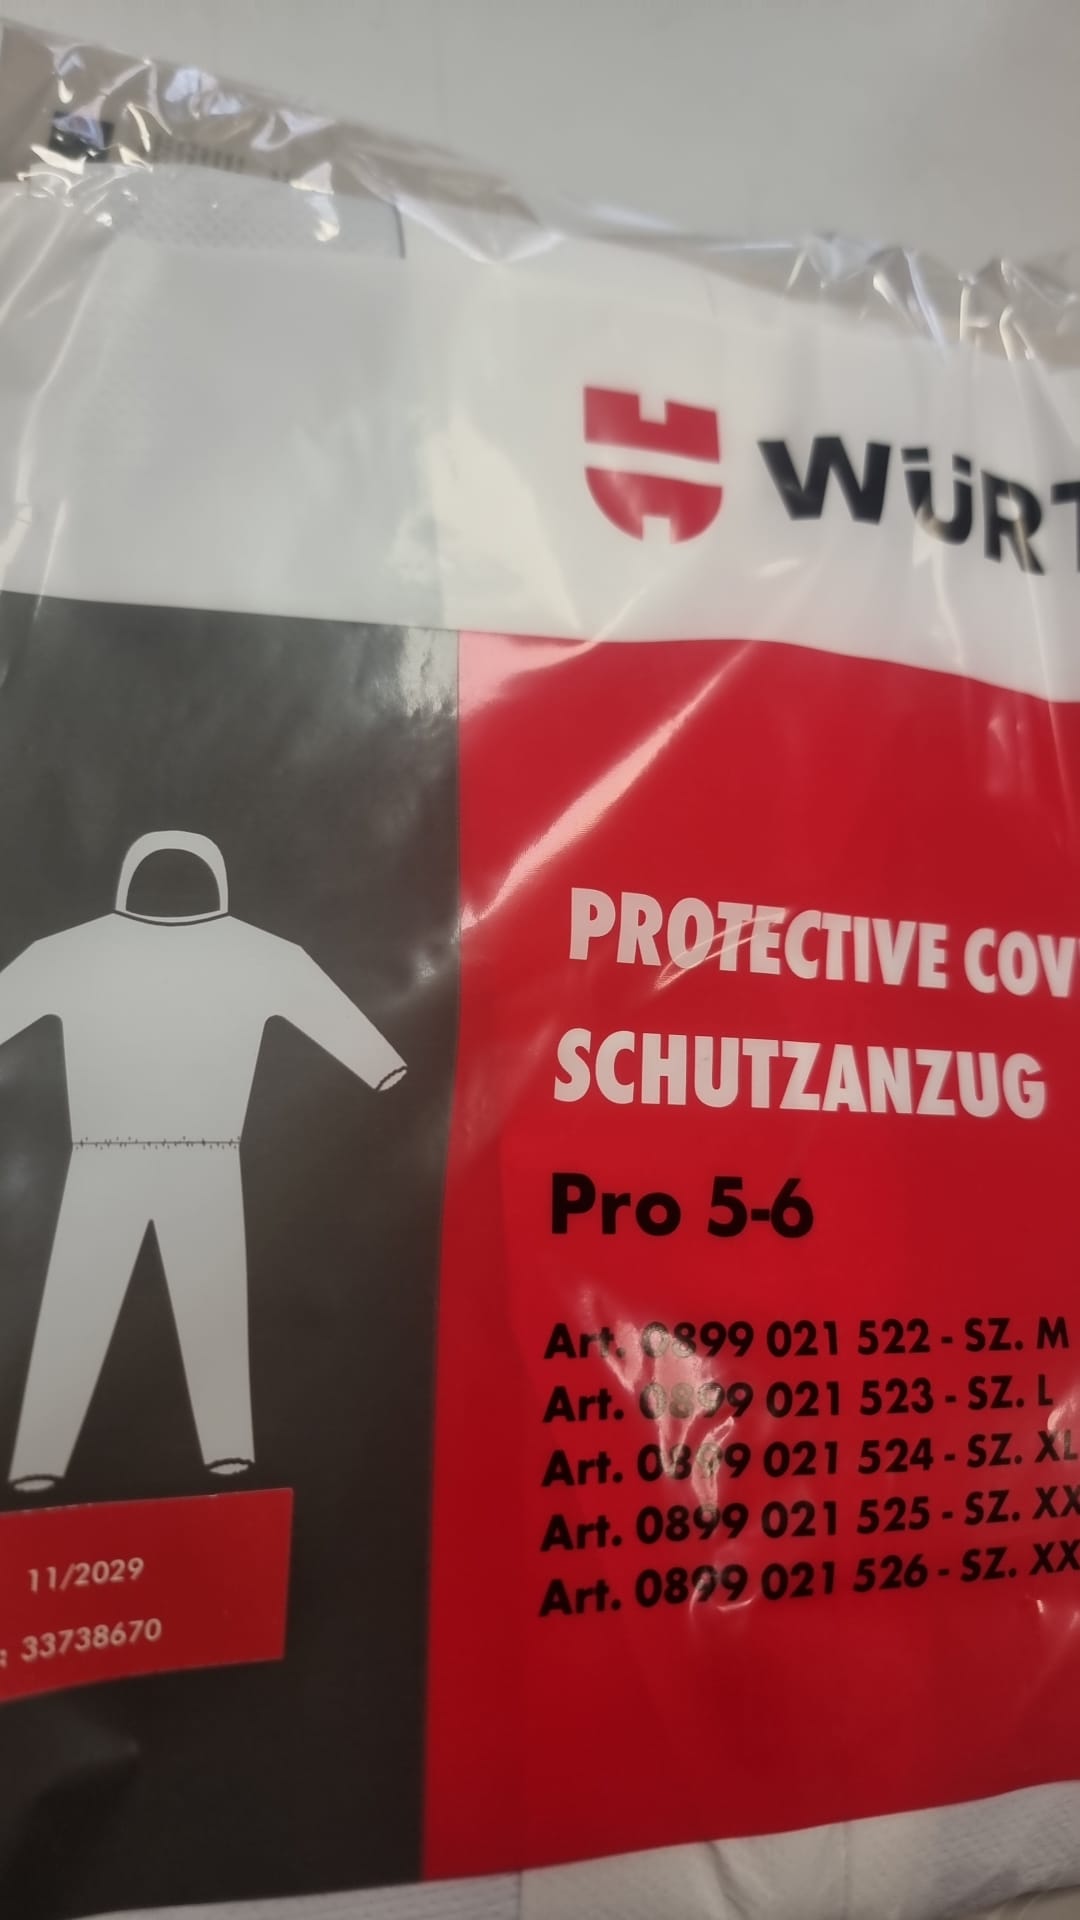 WÜRT
PROTECTIVE COV
SCHUTZANZUG
Pro 5-6
Art. 0899 021 522 - SZ. M
Art. 0899 021 523 - SZ. L
Art. 0899 021 524 - SZ. XL
Art. 0899 021 525 - SZ. XX
Art. 0899 021 526 - SZ. XX
11/2029
: 33738670